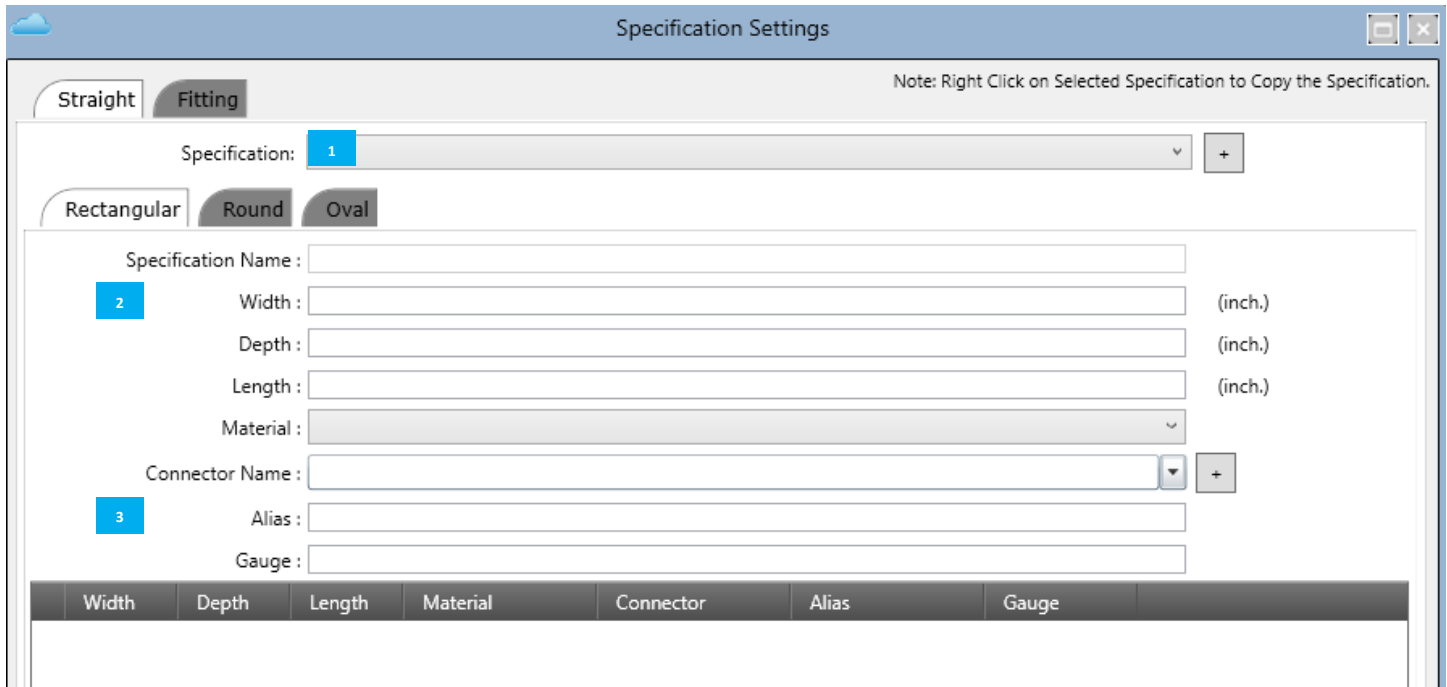 Specification Settings
Note: Right Click on Selected Specification to Copy the Specification.
Straight Fitting
Specification: 1 +
Rectangular Round Oval
Specification Name :
2 Width : (inch.)
Depth : (inch.)
Length : (inch.)
Material :
Connector Name : +
3 Alias :
Gauge :
Width Depth Length Material Connector Alias Gauge